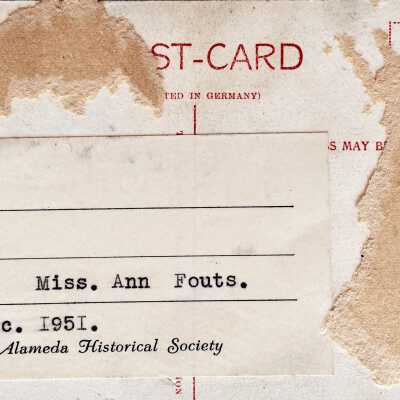 ST-CARD
TED IN GERMANY)
S MAY B
Miss. Ann Fouts.
c. 1951.
Alameda Historical Society